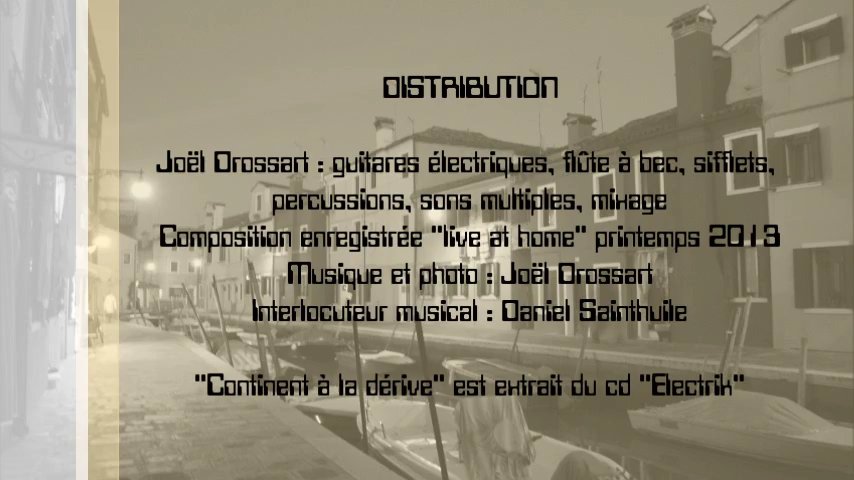 DISTRIBUTION
Joël Drossart : guitares électriques, flûte à bec, sifflets,
percussions, sons multiples, mixage
Composition enregistrée "live at home" printemps 2013
Musique et photo : Joël Drossart
Interlocuteur musical : Daniel Sainthuile
"Continent à la dérive" est extrait du cd "Electrik"